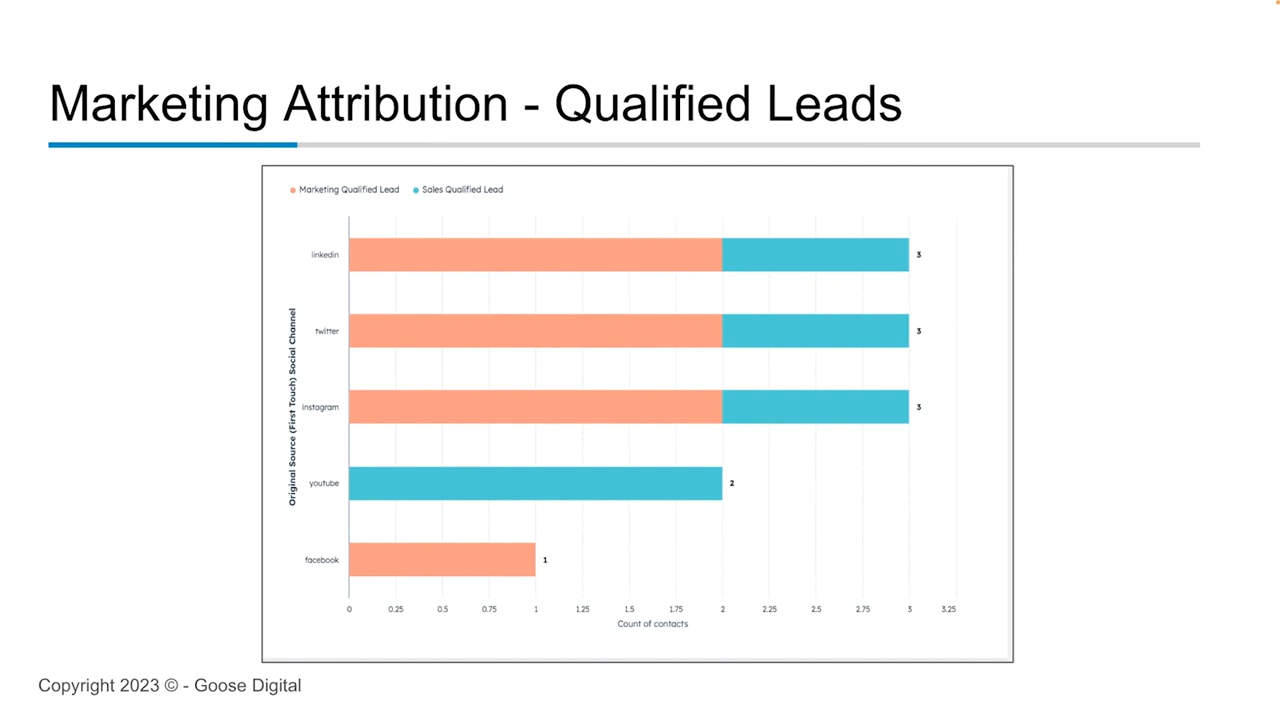 Marketing Attribution - Qualified Leads
Marketing Qualified Lead Sales Qualified Lead
Original Source (First Touch) Social Channel
linkedin 3
twitter 3
instagram 3
youtube 2
facebook 1
0 0.25 0.5 0.75 1 1.25 1.5 1.75 2 2.25 2.5 2.75 3 3.25
Count of contacts
Copyright 2023 © - Goose Digital